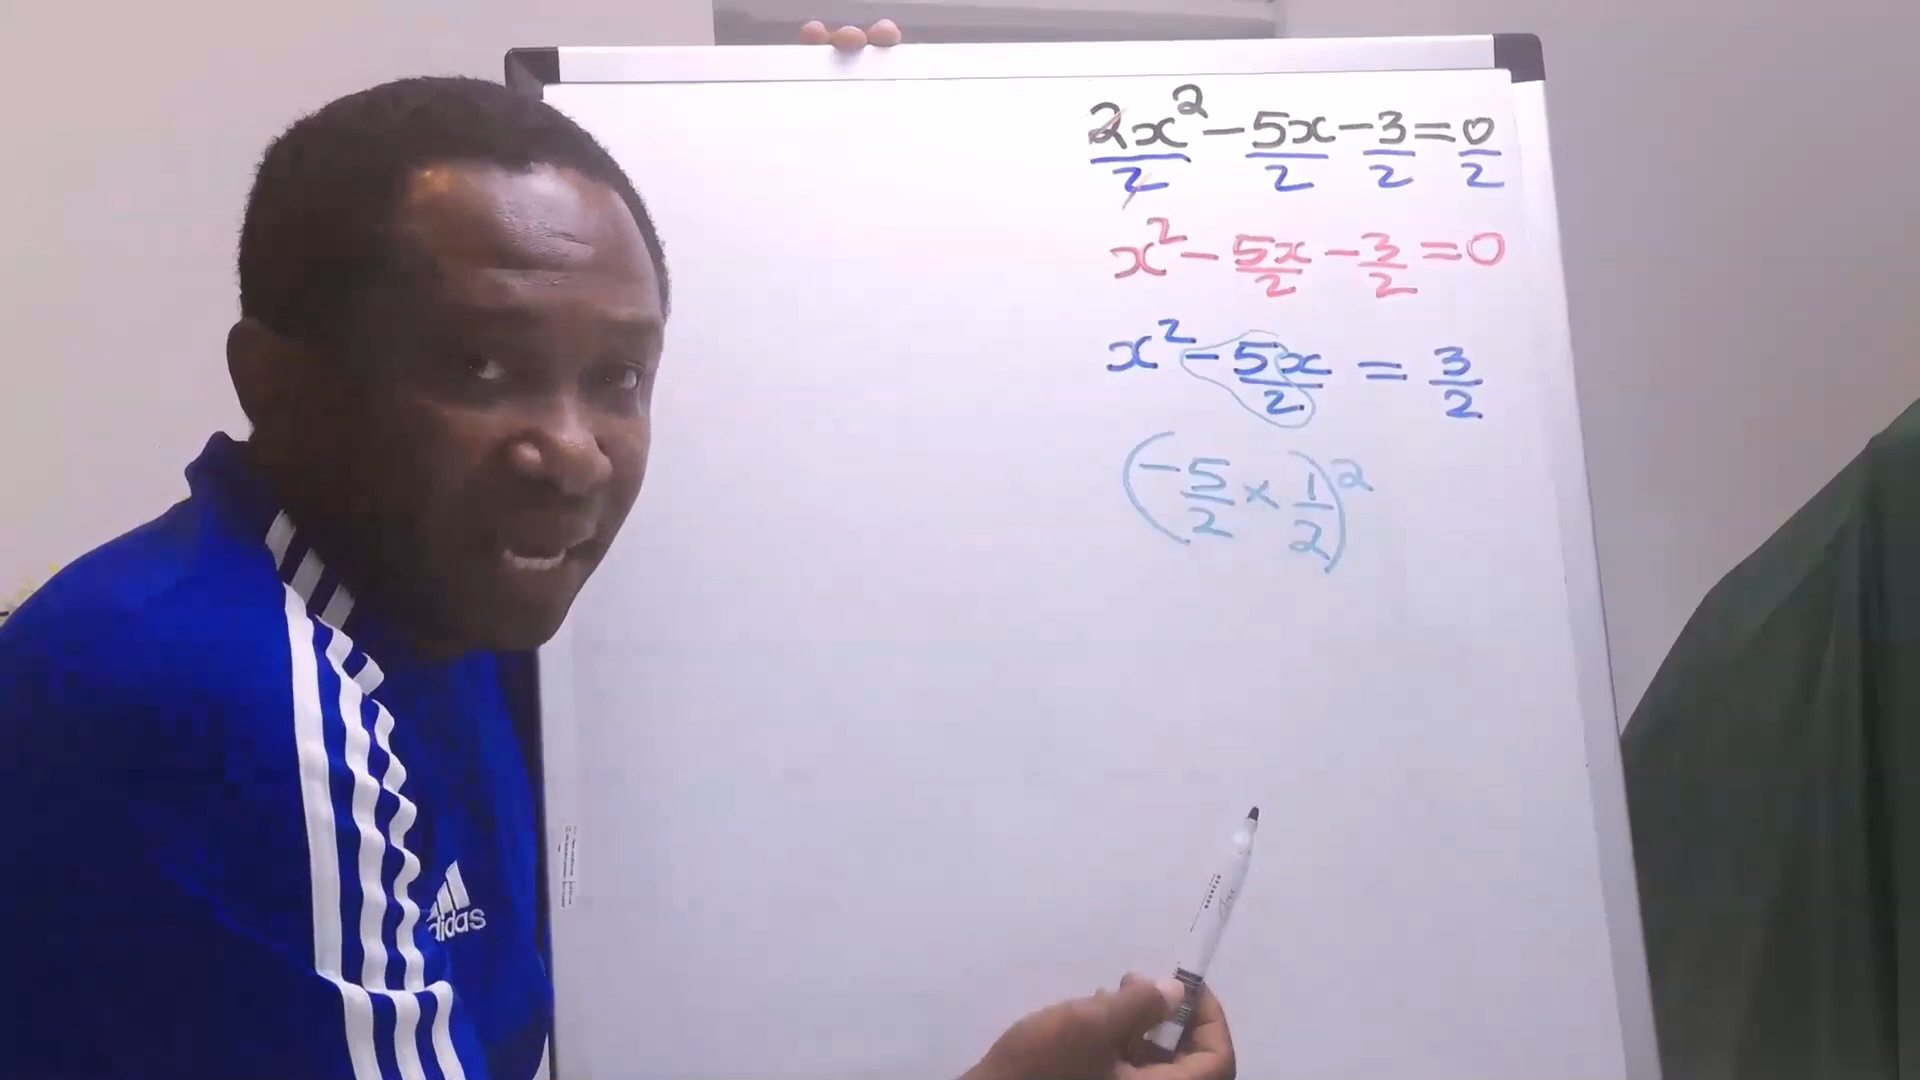 2x² - 5x - 3 = 0
2 2 2 2
x² - 5x/2 - 3/2 = 0
x² - 5x/2 = 3/2
(-5/2 × 1/2)²
adidas